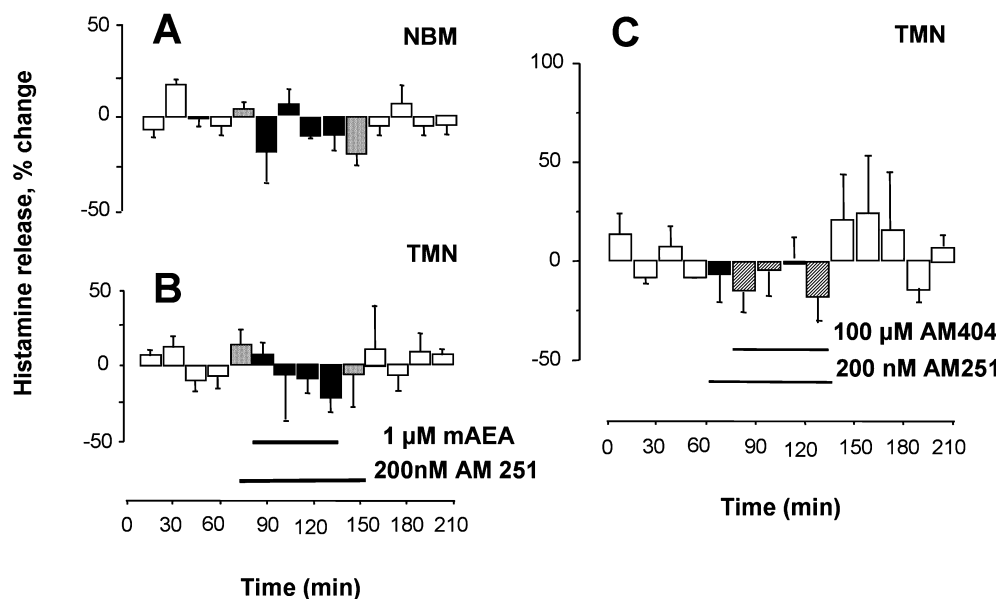 Histamine release, % change
A
NBM
50
0
-50
B
TMN
50
0
-50
1 µM mAEA
200nM AM 251
0 30 60 90 120 150 180 210
Time (min)
C
TMN
100
50
0
-50
100 µM AM404
200 nM AM251
0 30 60 90 120 150 180 210
Time (min)